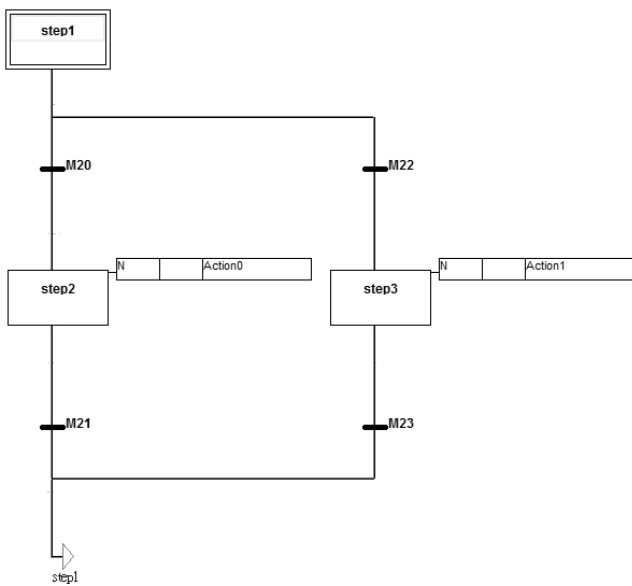 step1
M20
M22
N
Action0
N
Action1
step2
step3
M21
M23
step1